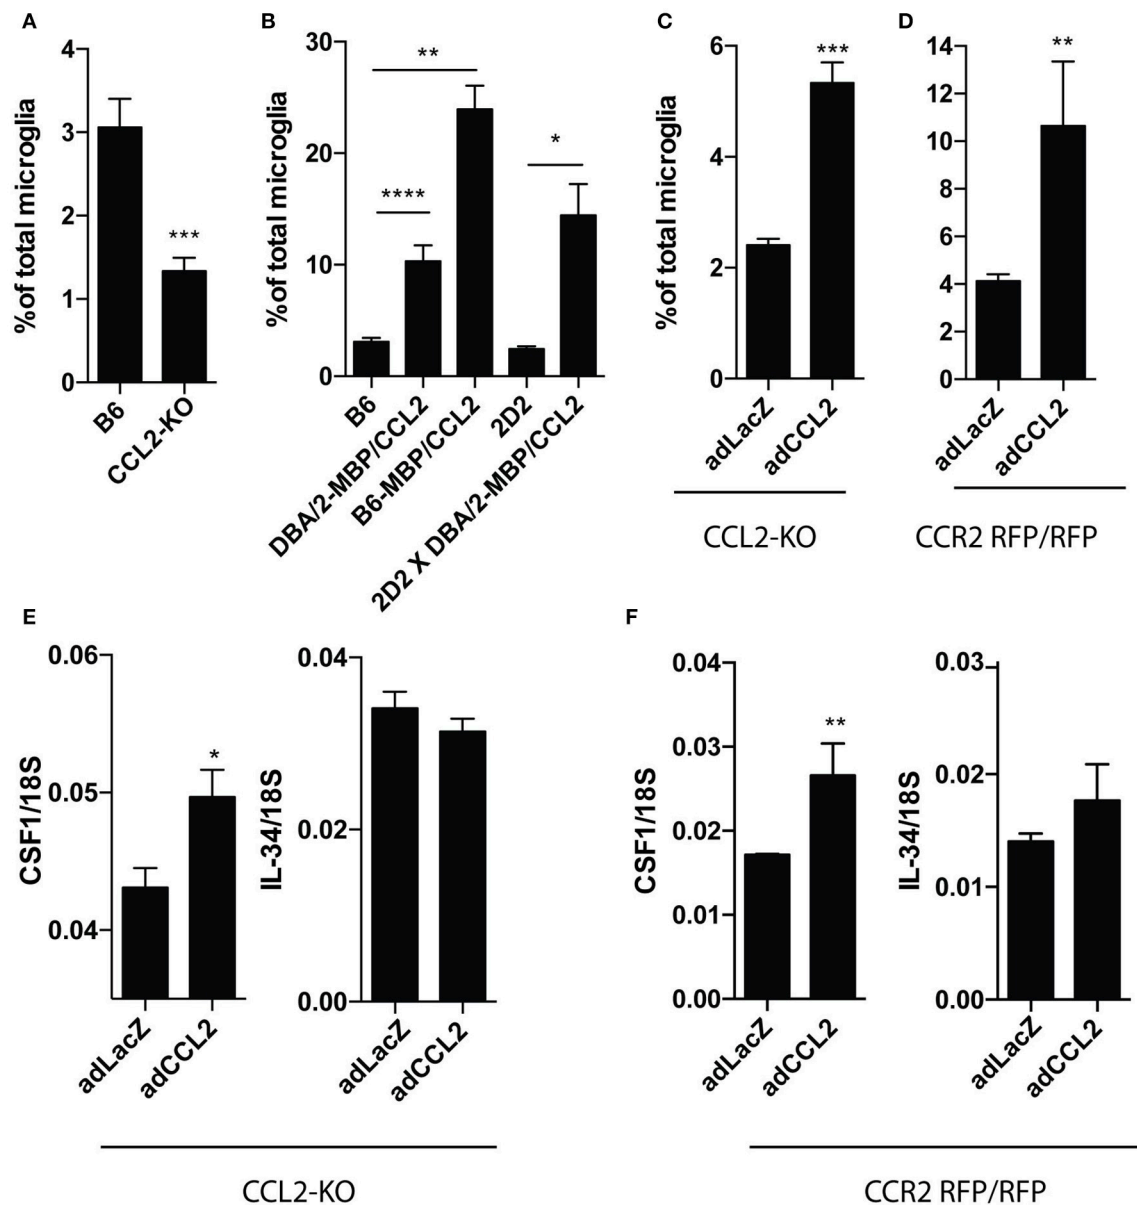 A
%of total microglia
4
3
2
1
0
***
B6
CCL2-KO
B
%of total microglia
30
20
10
0
**
****
*
B6
DBA/2-MBP/CCL2
B6-MBP/CCL2
2D2
2D2 X DBA/2-MBP/CCL2
C
%of total microglia
6
4
2
0
***
adLacZ
adCCL2
CCL2-KO
D
14
12
10
8
6
4
2
0
**
adLacZ
adCCL2
CCR2 RFP/RFP
E
CSF1/18S
0.06
0.05
0.04
*
adLacZ
adCCL2
IL-34/18S
0.04
0.02
0.00
adLacZ
adCCL2
CCL2-KO
F
CSF1/18S
0.04
0.03
0.02
0.01
0.00
**
adLacZ
adCCL2
IL-34/18S
0.03
0.02
0.01
0.00
adLacZ
adCCL2
CCR2 RFP/RFP